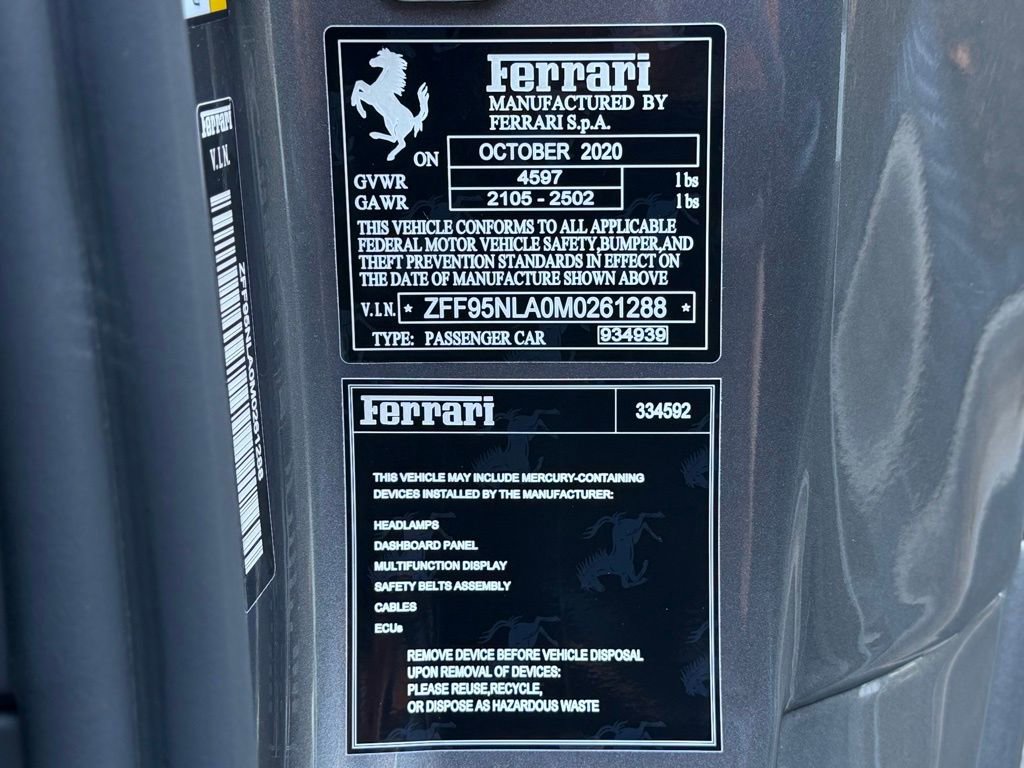 Ferrari
MANUFACTURED BY
FERRARI S.p.A.
ON OCTOBER 2020
GVWR 4597 lbs
GAWR 2105 - 2502 lbs
THIS VEHICLE CONFORMS TO ALL APPLICABLE
FEDERAL MOTOR VEHICLE SAFETY,BUMPER,AND
THEFT PREVENTION STANDARDS IN EFFECT ON
THE DATE OF MANUFACTURE SHOWN ABOVE
V.I.N. * ZFF95NLA0M0261288 *
TYPE: PASSENGER CAR 934939
Ferrari
V.I.N.
ZFF95NLA0M0261288
Ferrari 334592
THIS VEHICLE MAY INCLUDE MERCURY-CONTAINING
DEVICES INSTALLED BY THE MANUFACTURER:
HEADLAMPS
DASHBOARD PANEL
MULTIFUNCTION DISPLAY
SAFETY BELTS ASSEMBLY
CABLES
ECUs
REMOVE DEVICE BEFORE VEHICLE DISPOSAL
UPON REMOVAL OF DEVICES:
PLEASE REUSE,RECYCLE,
OR DISPOSE AS HAZARDOUS WASTE